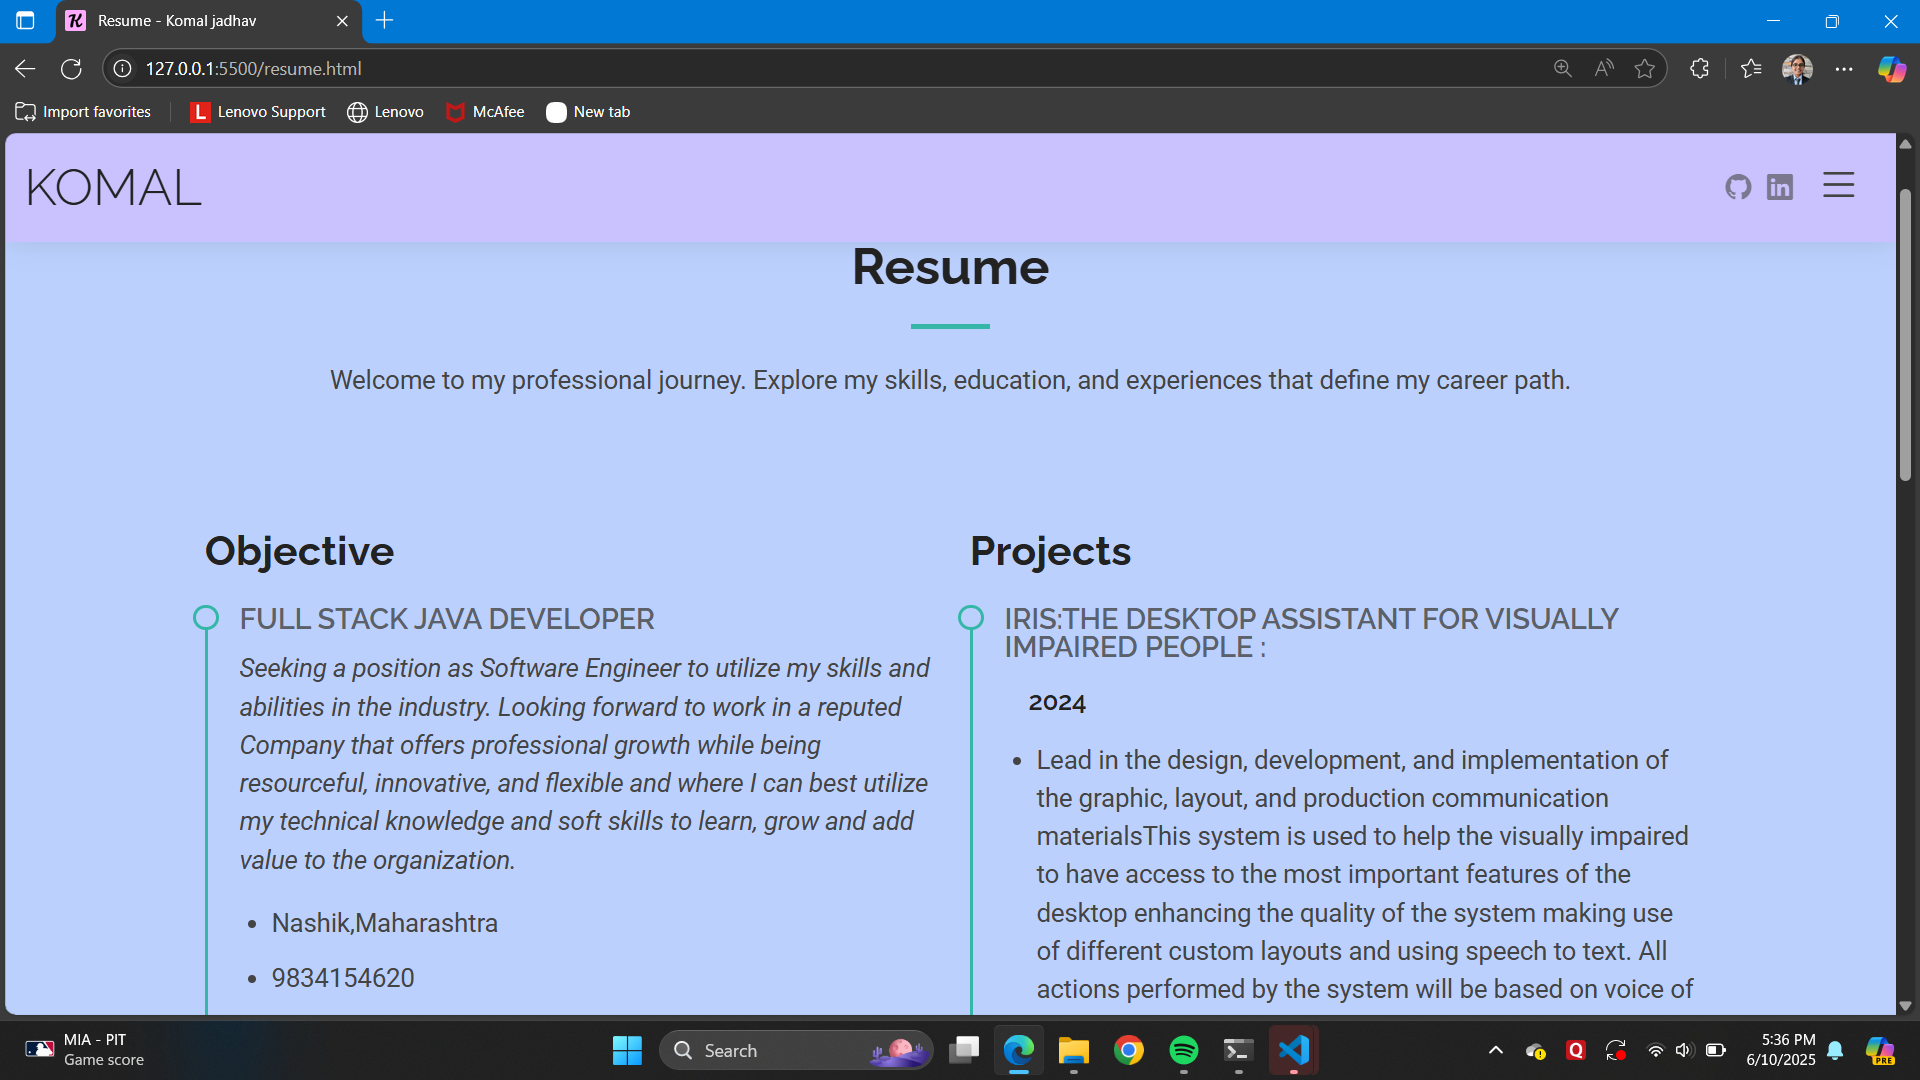 Resume - Komal jadhav
127.0.0.1:5500/resume.html
Import favorites
Lenovo Support
Lenovo
McAfee
New tab
KOMAL
Resume
Welcome to my professional journey. Explore my skills, education, and experiences that define my career path.
Objective
FULL STACK JAVA DEVELOPER
Seeking a position as Software Engineer to utilize my skills and
abilities in the industry. Looking forward to work in a reputed
Company that offers professional growth while being
resourceful, innovative, and flexible and where I can best utilize
my technical knowledge and soft skills to learn, grow and add
value to the organization.
• Nashik,Maharashtra
• 9834154620
Projects
IRIS:THE DESKTOP ASSISTANT FOR VISUALLY
IMPAIRED PEOPLE :
2024
• Lead in the design, development, and implementation of
the graphic, layout, and production communication
materialsThis system is used to help the visually impaired
to have access to the most important features of the
desktop enhancing the quality of the system making use
of different custom layouts and using speech to text. All
actions performed by the system will be based on voice of
MIA - PIT
Game score
Search
5:36 PM
6/10/2025
PRE